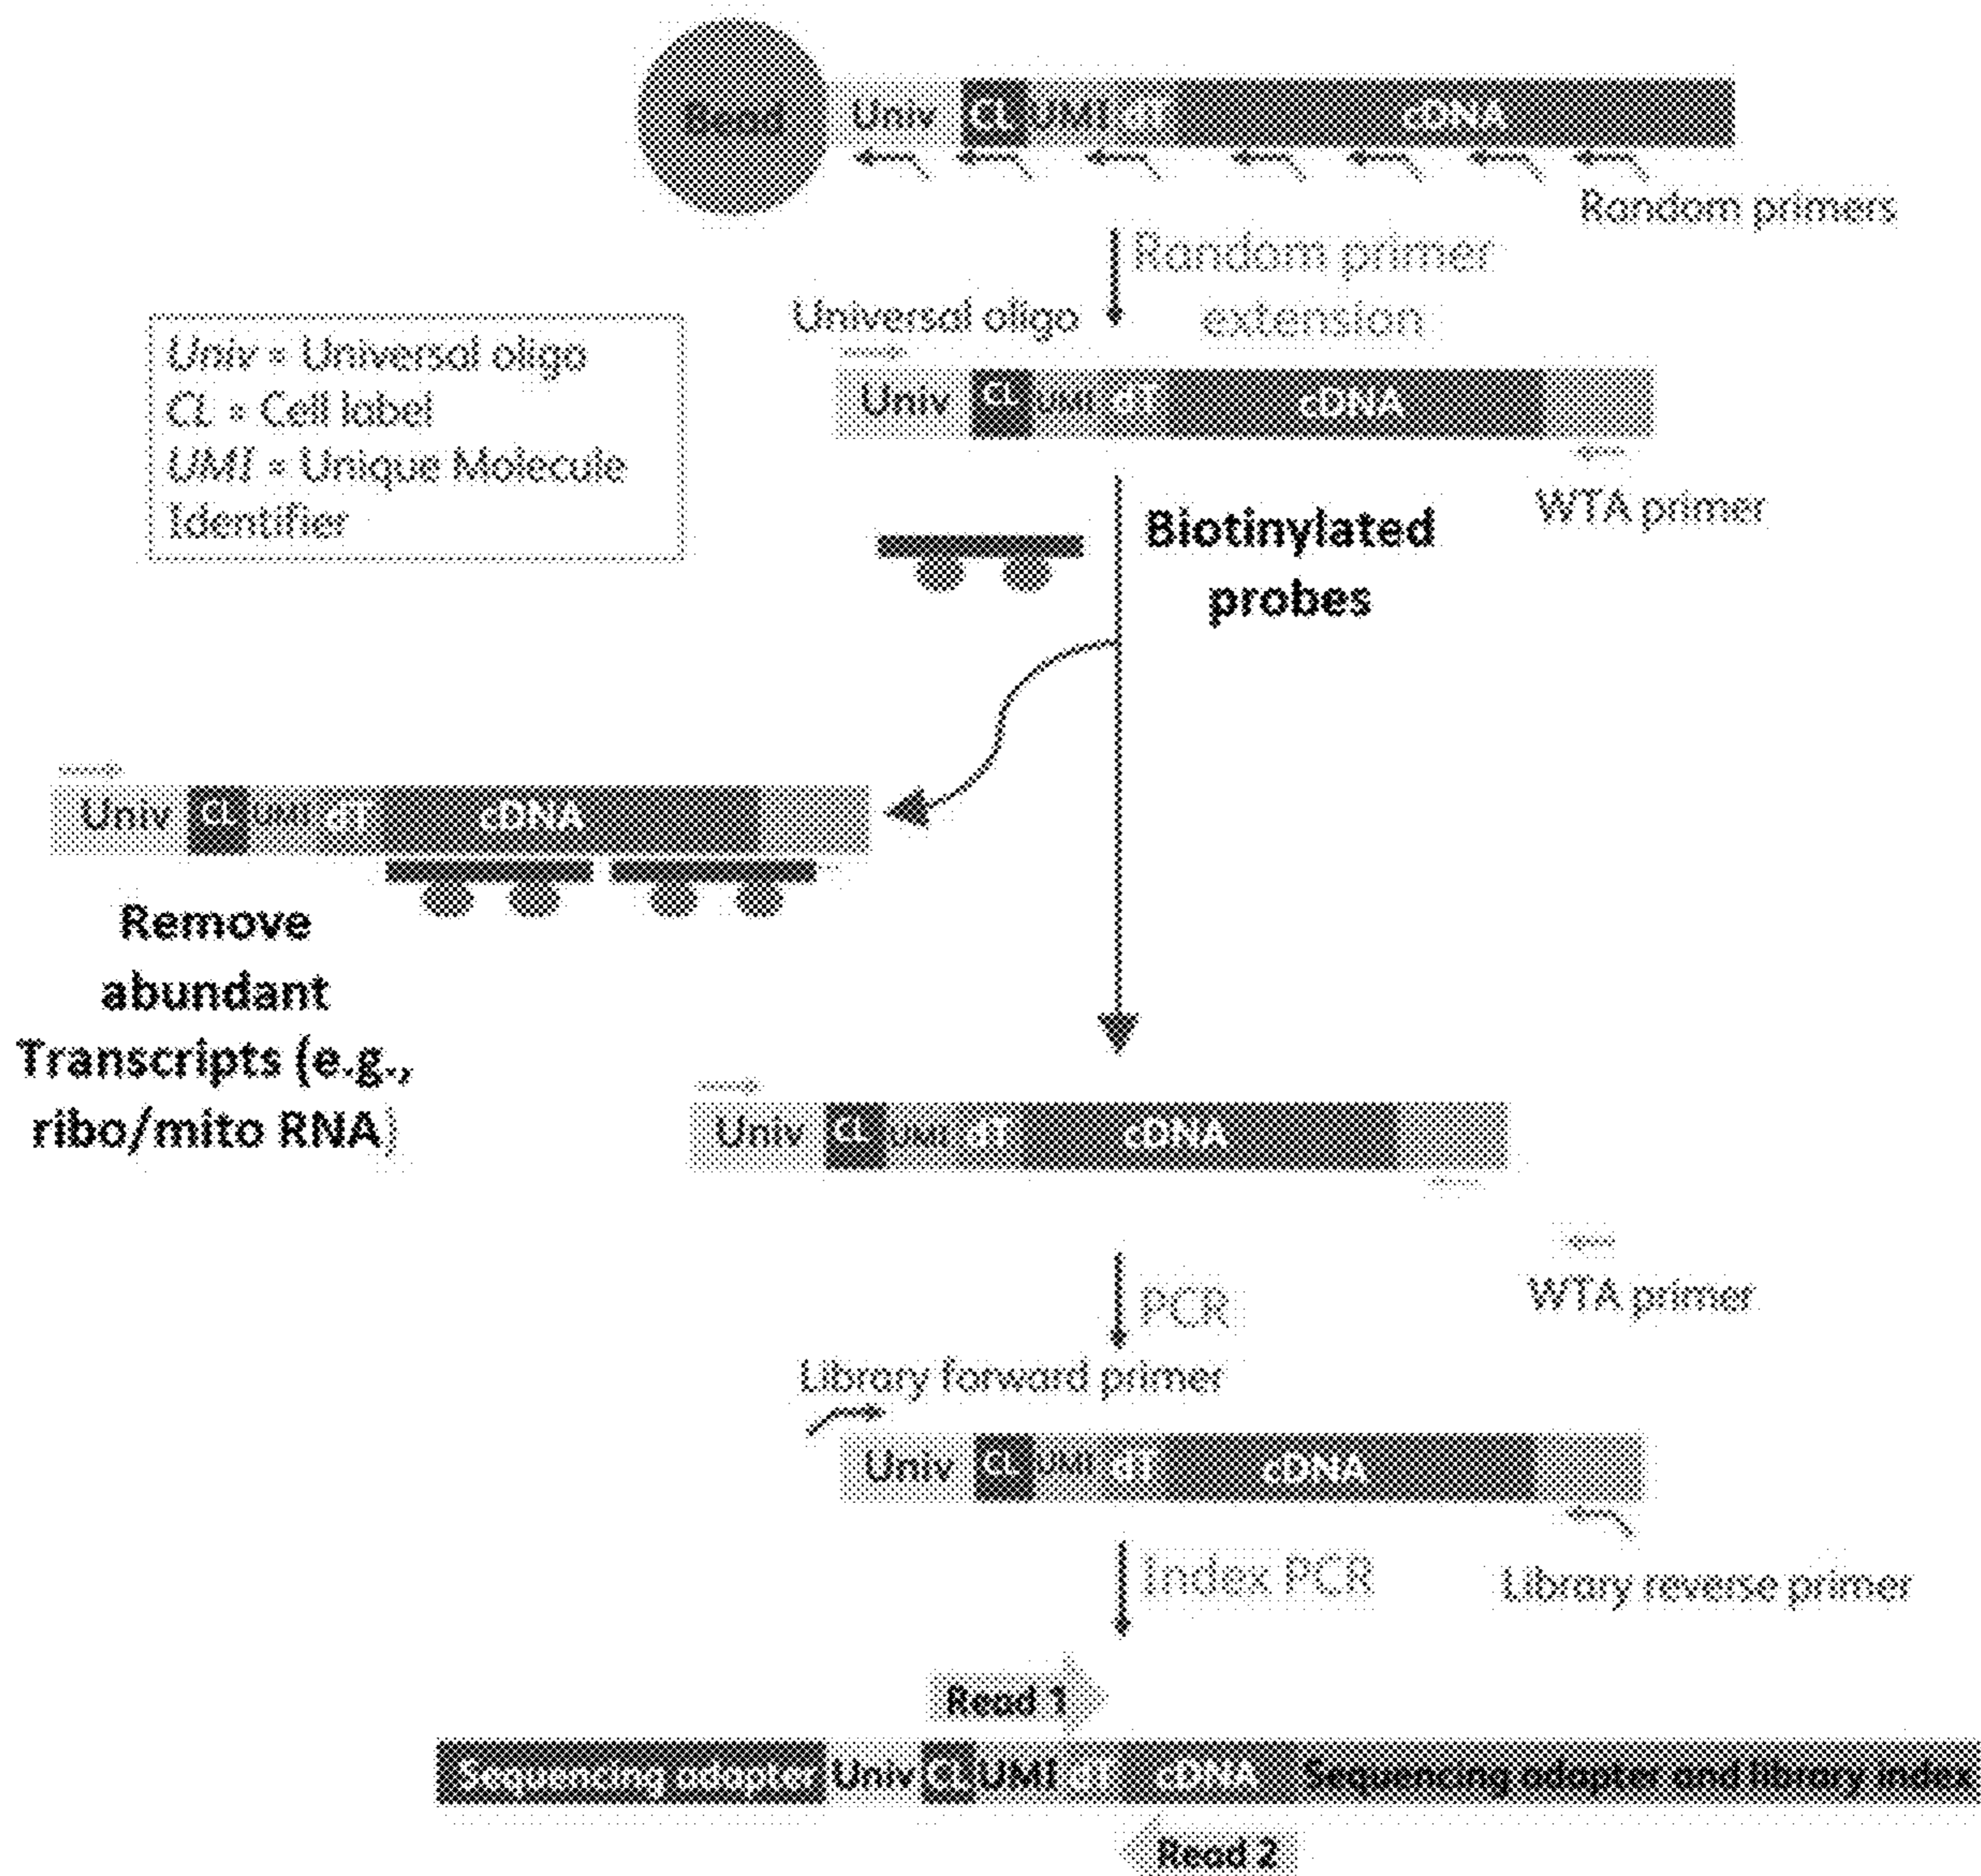 Bead Univ CL UMI dT cDNA
Random primers
Random primer
extension
Universal oligo
Univ = Universal oligo
CL = Cell label
UMI = Unique Molecule
Identifier
Univ CL UMI dT cDNA
WTA primer
Biotinylated
probes
Univ CL UMI dT cDNA
Remove
abundant
Transcripts (e.g.,
ribo/mito RNA)
Univ CL UMI dT cDNA
WTA primer
PCR
Library forward primer
Univ CL UMI dT cDNA
Index PCR
Library reverse primer
Read 1
Sequencing adapter Univ CL UMI dT cDNA Sequencing adapter and library index
Read 2